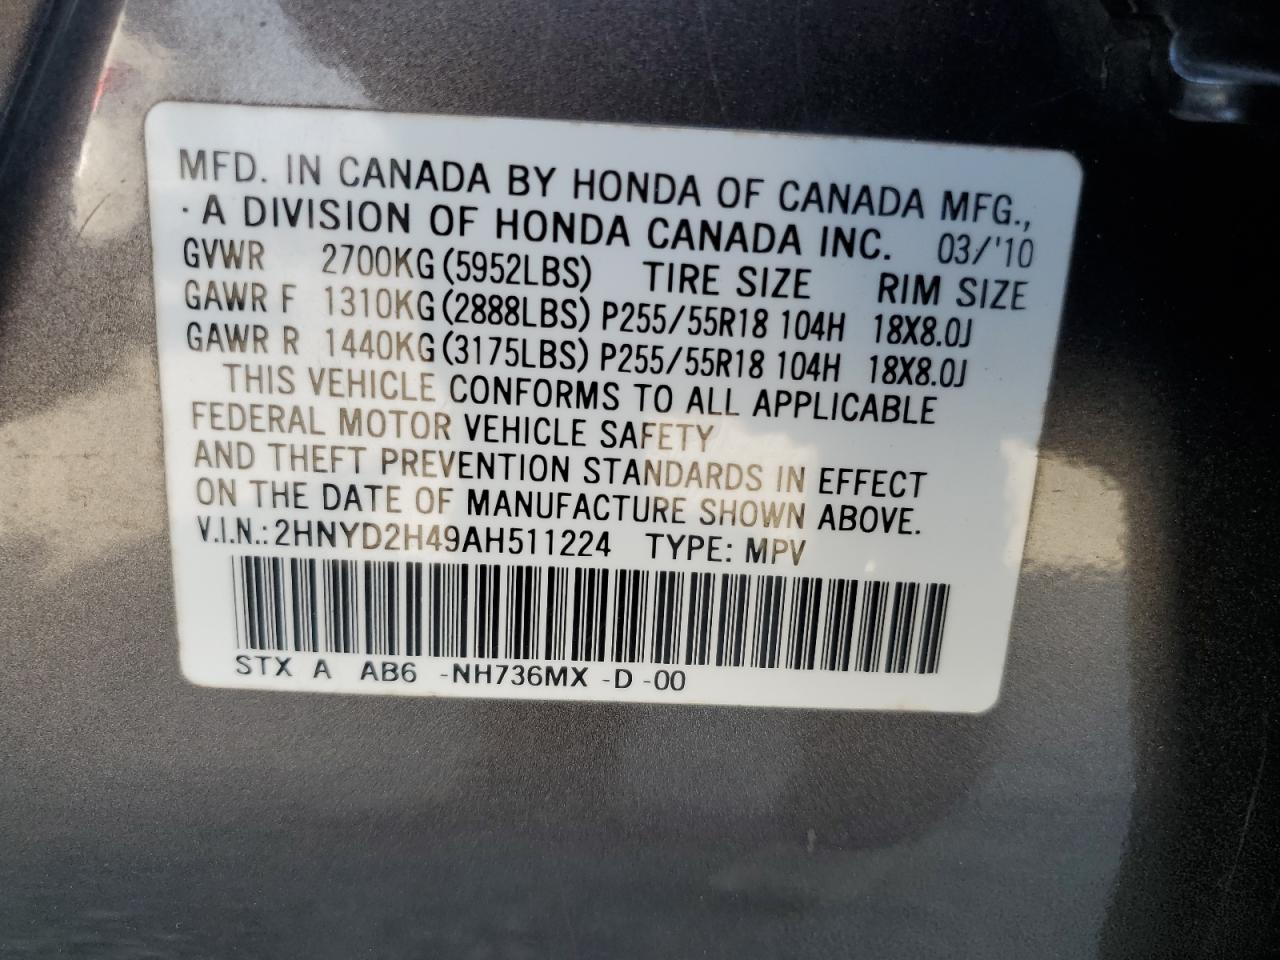 MFD. IN CANADA BY HONDA OF CANADA MFG.,
· A DIVISION OF HONDA CANADA INC. 03/'10
GVWR 2700KG (5952LBS) TIRE SIZE RIM SIZE
GAWR F 1310KG (2888LBS) P255/55R18 104H 18X8.0J
GAWR R 1440KG (3175LBS) P255/55R18 104H 18X8.0J
THIS VEHICLE CONFORMS TO ALL APPLICABLE
FEDERAL MOTOR VEHICLE SAFETY
AND THEFT PREVENTION STANDARDS IN EFFECT
ON THE DATE OF MANUFACTURE SHOWN ABOVE.
V.I.N.: 2HNYD2H49AH511224 TYPE: MPV
STX A AB6 -NH736MX -D -00